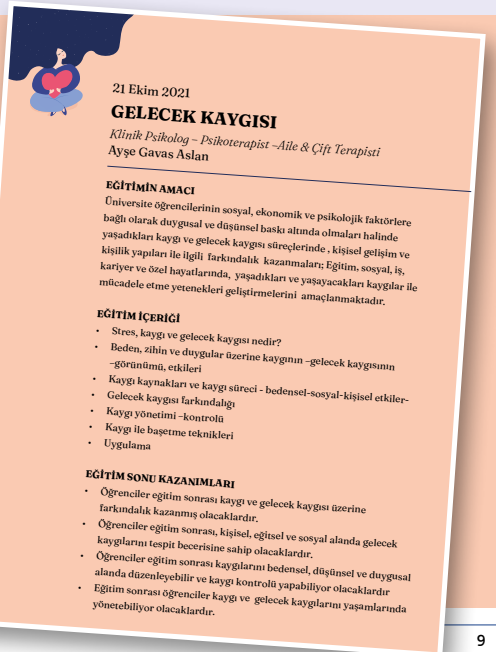 21 Ekim 2021
GELECEK KAYGISI
Klinik Psikolog – Psikoterapist –Aile & Çift Terapisti
Ayşe Gavas Aslan
EĞİTİMİN AMACI
Üniversite öğrencilerinin sosyal, ekonomik ve psikolojik faktörlere
bağlı olarak duygusal ve düşünsel baskı altında olmaları halinde
yaşadıkları kaygı ve gelecek kaygısı süreçlerinde , kişisel gelişim ve
kişilik yapıları ile ilgili farkındalık kazanmaları; Eğitim, sosyal, iş,
kariyer ve özel hayatlarında, yaşadıkları ve yaşayacakları kaygılar ile
mücadele etme yetenekleri geliştirmelerini amaçlanmaktadır.
EĞİTİM İÇERİĞİ
• Stres, kaygı ve gelecek kaygısı nedir?
• Beden, zihin ve duygular üzerine kaygının –gelecek kaygısının
–görünümü, etkileri
• Kaygı kaynakları ve kaygı süreci - bedensel-sosyal-kişisel etkiler-
• Gelecek kaygısı farkındalığı
• Kaygı yönetimi –kontrolü
• Kaygı ile başetme teknikleri
• Uygulama
EĞİTİM SONU KAZANIMLARI
• Öğrenciler eğitim sonrası kaygı ve gelecek kaygısı üzerine
farkındalık kazanmış olacaklardır.
• Öğrenciler eğitim sonrası, kişisel, eğitsel ve sosyal alanda gelecek
kaygılarını tespit becerisine sahip olacaklardır.
• Öğrenciler eğitim sonrası kaygılarını bedensel, düşünsel ve duygusal
alanda düzenleyebilir ve kaygı kontrolü yapabiliyor olacaklardır
• Eğitim sonrası öğrenciler kaygı ve gelecek kaygılarını yaşamlarında
yönetebiliyor olacaklardır.
9